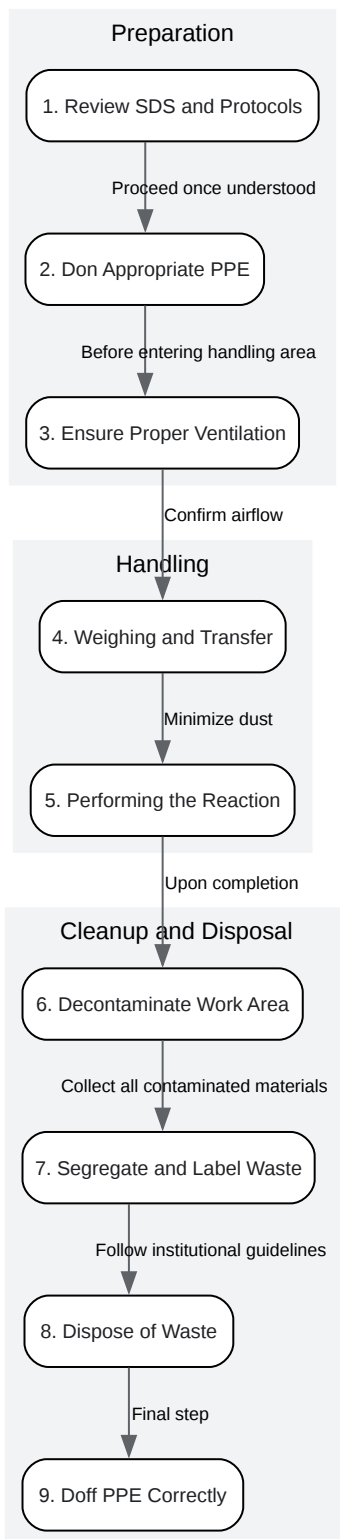 Preparation
1. Review SDS and Protocols
Proceed once understood
2. Don Appropriate PPE
Before entering handling area
3. Ensure Proper Ventilation
Confirm airflow
Handling
4. Weighing and Transfer
Minimize dust
5. Performing the Reaction
Upon completion
Cleanup and Disposal
6. Decontaminate Work Area
Collect all contaminated materials
7. Segregate and Label Waste
Follow institutional guidelines
8. Dispose of Waste
Final step
9. Doff PPE Correctly